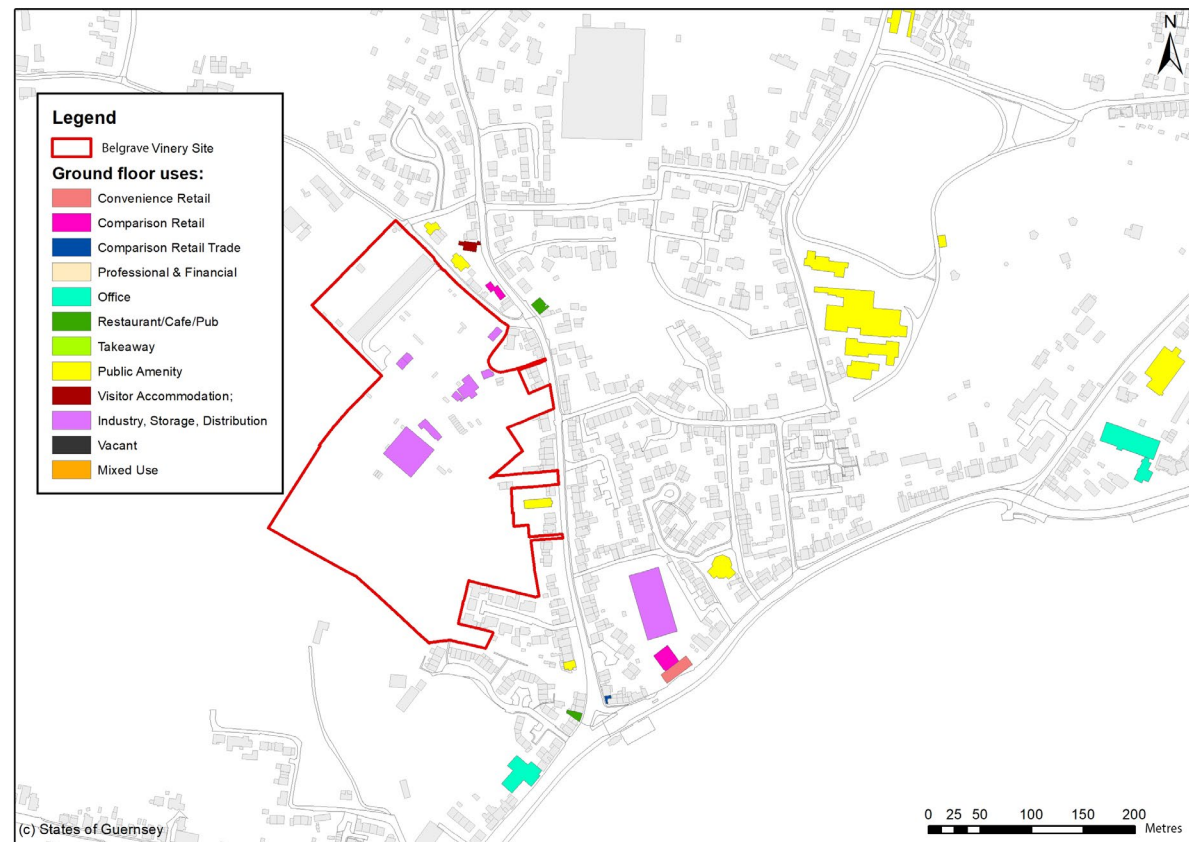 N
Legend
Belgrave Vinery Site
Ground floor uses:
Convenience Retail
Comparison Retail
Comparison Retail Trade
Professional & Financial
Office
Restaurant/Cafe/Pub
Takeaway
Public Amenity
Visitor Accommodation;
Industry, Storage, Distribution
Vacant
Mixed Use
(c) States of Guernsey
0 25 50 100 150 200
Metres